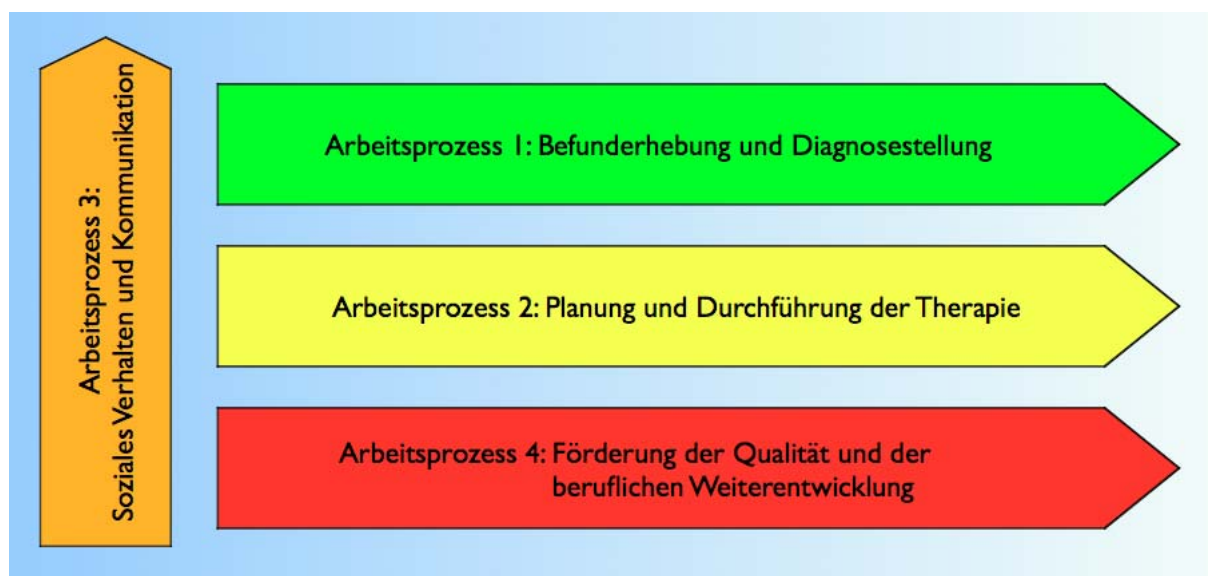 Arbeitsprozess 3:
Soziales Verhalten und Kommunikation
Arbeitsprozess 1: Befunderhebung und Diagnosestellung
Arbeitsprozess 2: Planung und Durchführung der Therapie
Arbeitsprozess 4: Förderung der Qualität und der
beruflichen Weiterentwicklung